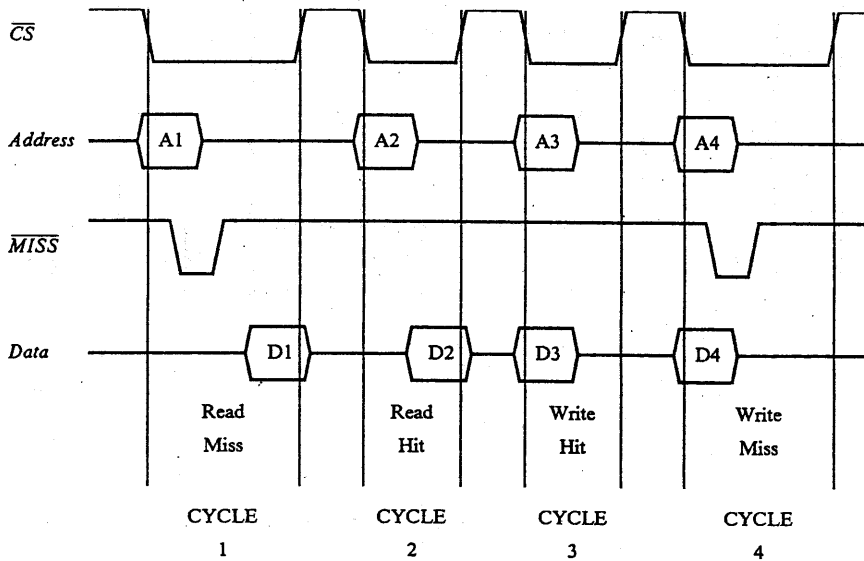 CS
Address A1 A2 A3 A4
MISS
Data D1 D2 D3 D4
Read Read Write Write
Miss Hit Hit Miss
CYCLE CYCLE CYCLE CYCLE
1 2 3 4